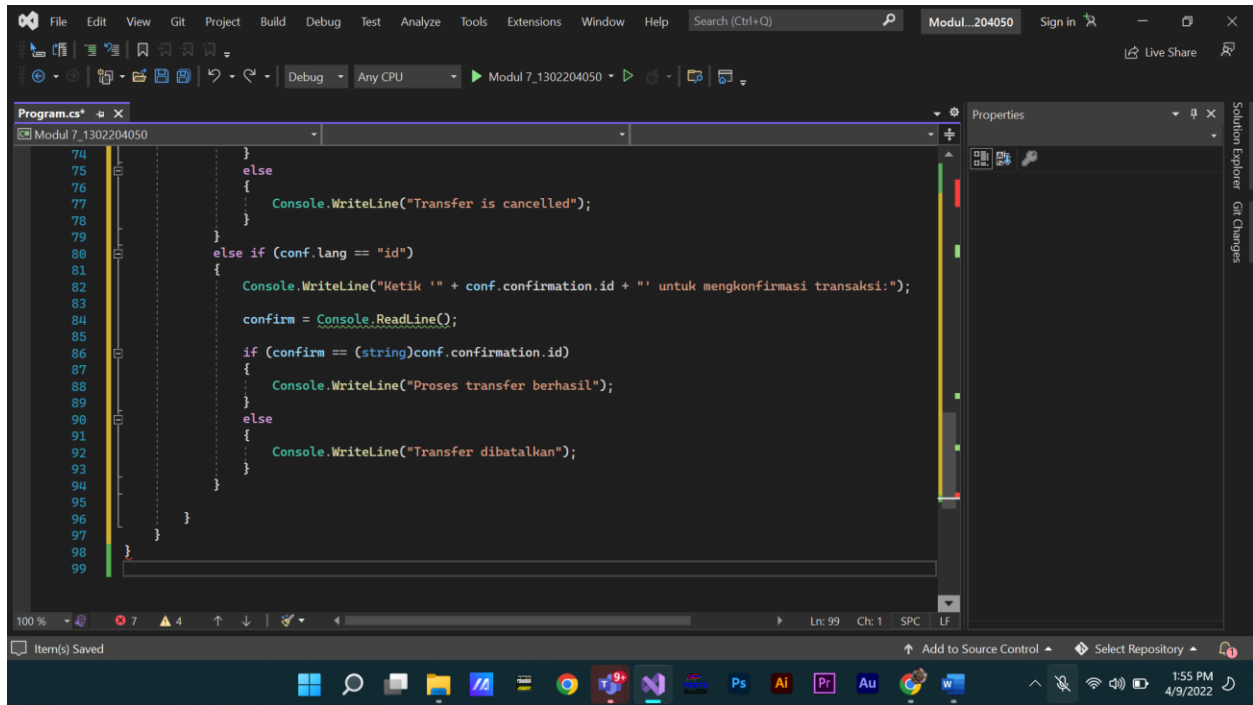 File Edit View Git Project Build Debug Test Analyze Tools Extensions Window Help Search (Ctrl+Q) Modul...204050 Sign in
Live Share
Debug Any CPU Modul 7_1302204050
Program.cs* Properties
Modul 7_1302204050
Solution Explorer
Git Changes
74 }
75 else
76 {
77 Console.WriteLine("Transfer is cancelled");
78 }
79 }
80 else if (conf.lang == "id")
81 {
82 Console.WriteLine("Ketik '" + conf.confirmation.id + "' untuk mengkonfirmasi transaksi:");
83
84 confirm = Console.ReadLine();
85
86 if (confirm == (string)conf.confirmation.id)
87 {
88 Console.WriteLine("Proses transfer berhasil");
89 }
90 else
91 {
92 Console.WriteLine("Transfer dibatalkan");
93 }
94 }
95
96 }
97 }
98 }
99
100 % 7 4 Ln: 99 Ch: 1 SPC LF
Item(s) Saved Add to Source Control Select Repository 1
9+ Ps Ai Pr Au W 1:55 PM
4/9/2022